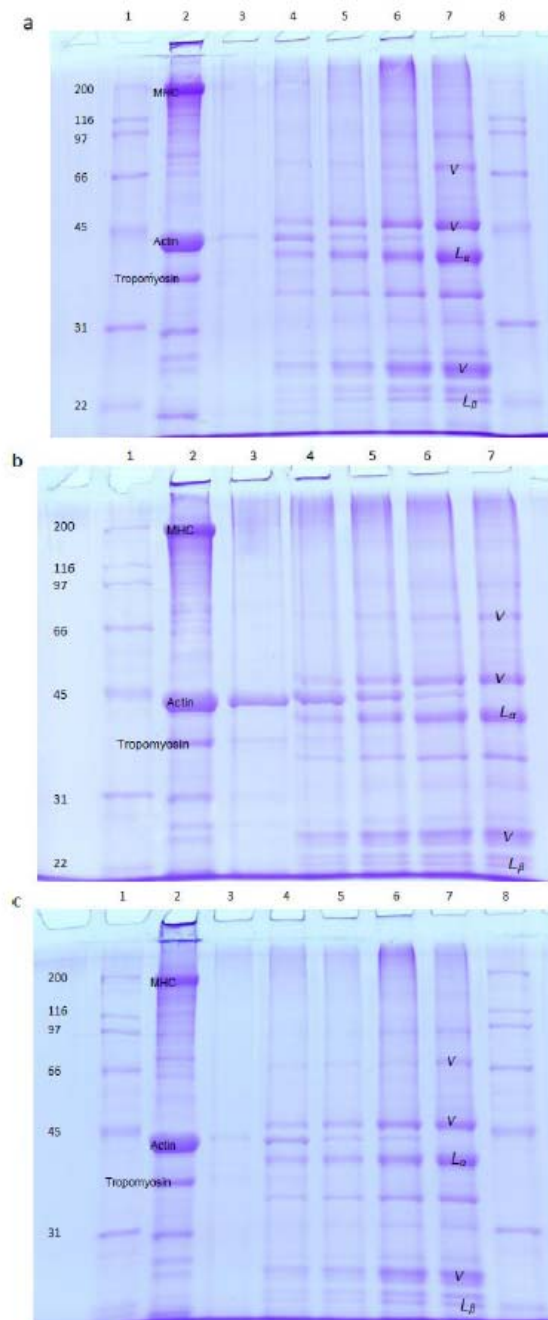 a
1 2 3 4 5 6 7 8
200
MHC
116
97
66
V
45
V
Actin
Lα
Tropomyosin
31
V
22
Lβ
b
1 2 3 4 5 6 7
200
MHC
116
97
66
V
45
V
Actin
Lα
Tropomyosin
31
V
22
Lβ
c
1 2 3 4 5 6 7 8
200
MHC
116
97
66
V
45
V
Actin
Lα
Tropomyosin
31
V
Lβ